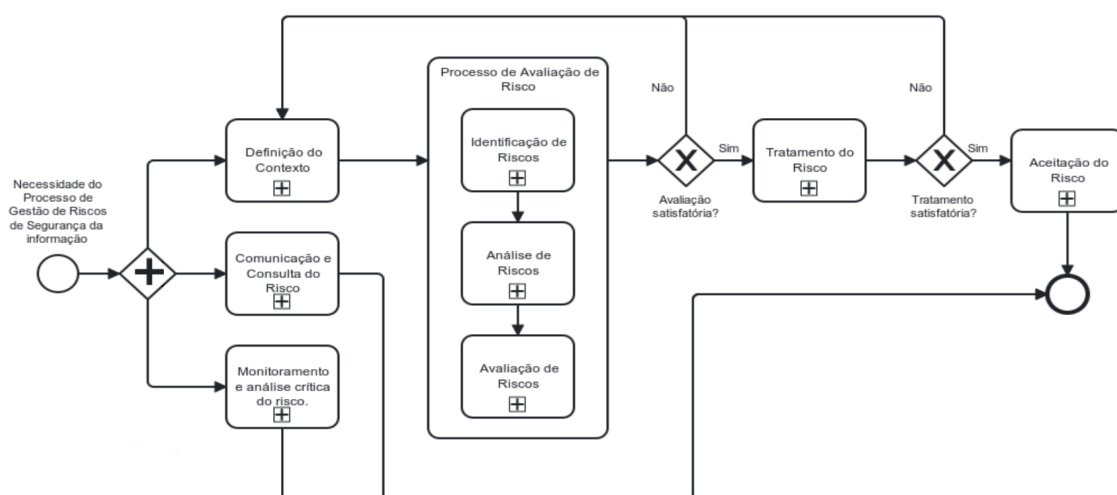 Processo de Avaliação de
Risco
Não
Não
Identificação de
Riscos
Definição do
Contexto
Sim
Tratamento do
Risco
Sim
Aceitação do
Risco
Necessidade do
Processo de
Gestão de Riscos
de Segurança da
informação
Avaliação
satisfatória?
Tratamento
satisfatória?
Comunicação e
Consulta do
Risco
Análise de
Riscos
Monitoramento
e análise crítica
do risco.
Avaliação de
Riscos